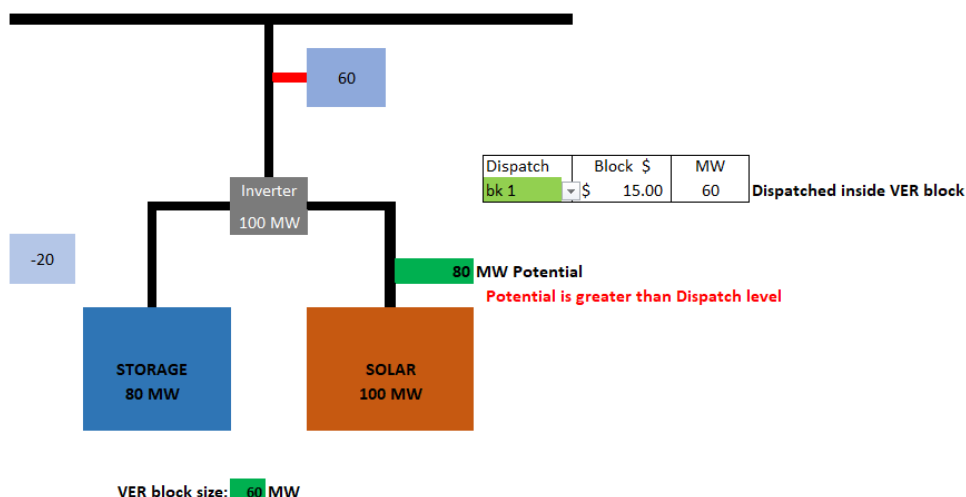 60
Dispatch Block $ MW
bk 1 $ 15.00 60 Dispatched inside VER block
Inverter
100 MW
-20
80 MW Potential
Potential is greater than Dispatch level
STORAGE
80 MW
SOLAR
100 MW
VER block size: 60 MW